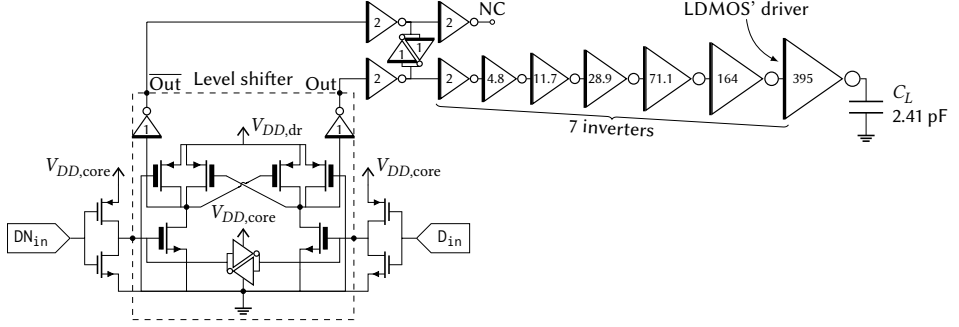 LDMOS' driver
2
2
NC
1
1
2
2
4.8
11.7
28.9
71.1
164
395
C_L
2.41 pF
7 inverters
Out
Level shifter
Out
1
1
V_DD,dr
V_DD,core
V_DD,core
V_DD,core
DN_in
D_in